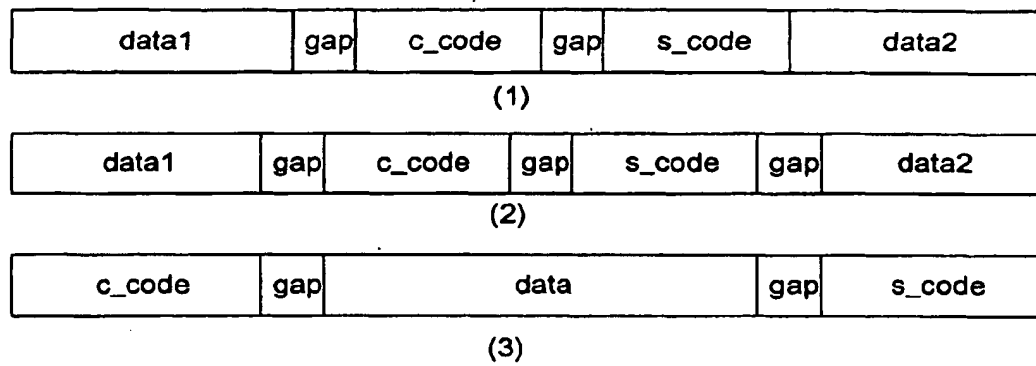 data1 gap c_code gap s_code data2
(1)
data1 gap c_code gap s_code gap data2
(2)
c_code gap data gap s_code
(3)